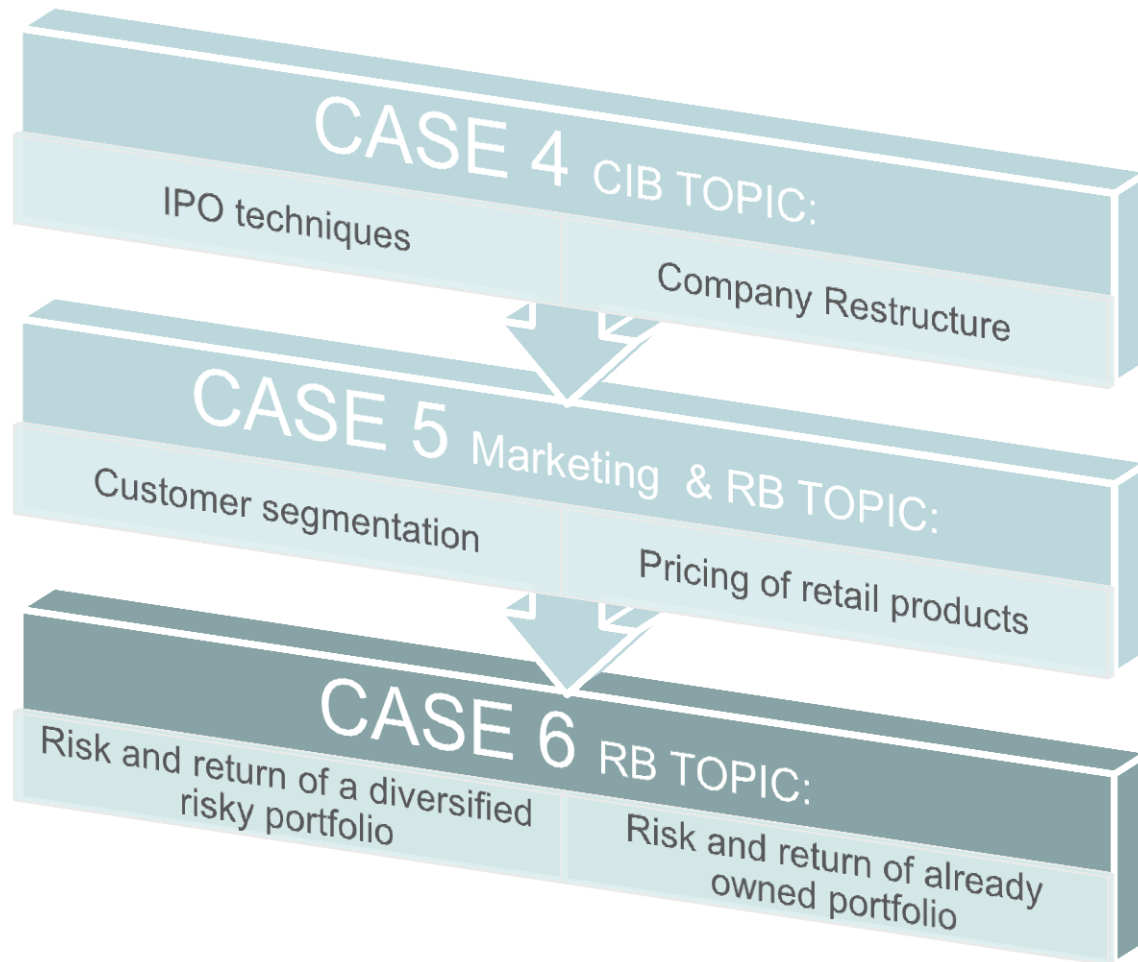 CASE 4 CIB TOPIC:
IPO techniques
Company Restructure
CASE 5 Marketing & RB TOPIC:
Customer segmentation
Pricing of retail products
CASE 6 RB TOPIC:
Risk and return of a diversified
risky portfolio
Risk and return of already
owned portfolio